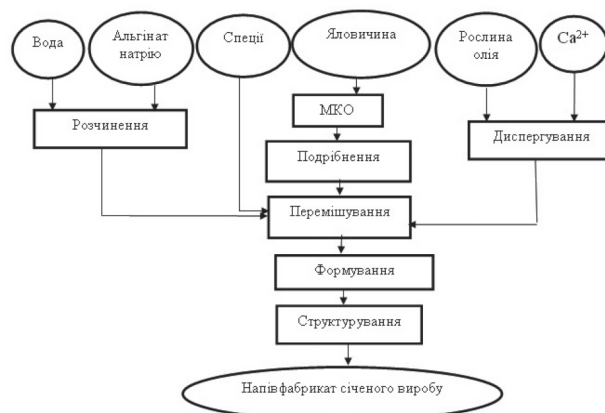 Вода
Альгінат
натрію
Спеції
Яловичина
Рослина
олія
Ca²⁺
Розчинення
МКО
Диспергування
Подрібнення
Перемішування
Формування
Структурування
Напівфабрикат січеного виробу